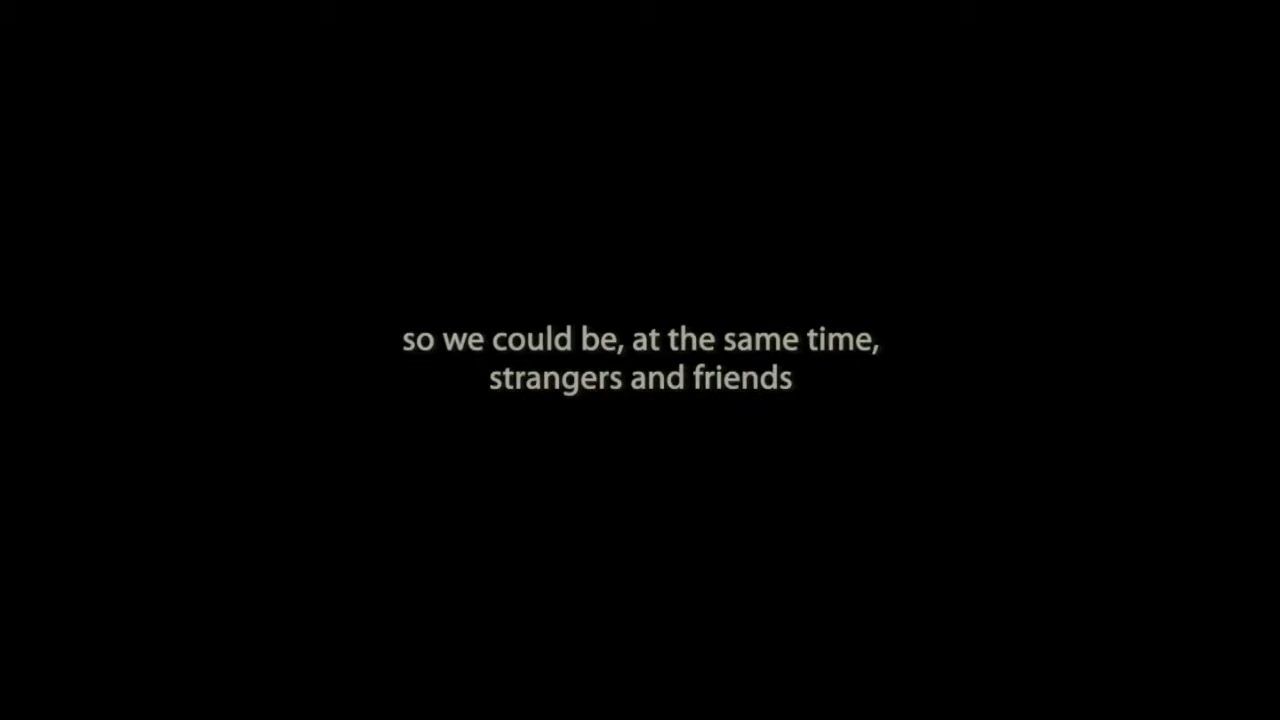 so we could be, at the same time,
strangers and friends